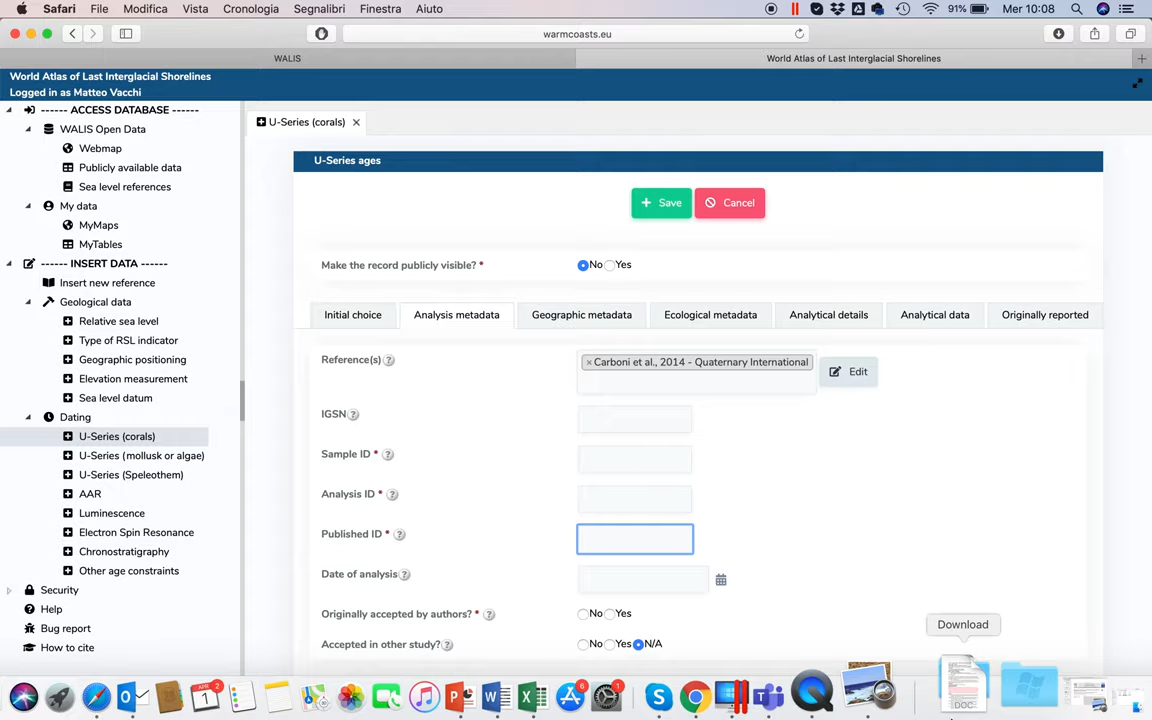 Safari File Modifica Vista Cronologia Segnalibri Finestra Aiuto 91% Mer 10:08
warmcoasts.eu
WALIS World Atlas of Last Interglacial Shorelines
World Atlas of Last Interglacial Shorelines
Logged in as Matteo Vacchi
------ ACCESS DATABASE ------
WALIS Open Data
Webmap
Publicly available data
Sea level references
My data
MyMaps
MyTables
------ INSERT DATA ------
Insert new reference
Geological data
Relative sea level
Type of RSL indicator
Geographic positioning
Elevation measurement
Sea level datum
Dating
U-Series (corals)
U-Series (mollusk or algae)
U-Series (Speleothem)
AAR
Luminescence
Electron Spin Resonance
Chronostratigraphy
Other age constraints
Security
Help
Bug report
How to cite
U-Series (corals)
U-Series ages
+ Save Cancel
Make the record publicly visible? * No Yes
Initial choice Analysis metadata Geographic metadata Ecological metadata Analytical details Analytical data Originally reported
Reference(s) ? × Carboni et al., 2014 - Quaternary International Edit
IGSN ?
Sample ID * ?
Analysis ID * ?
Published ID * ?
Date of analysis ?
Originally accepted by authors? * ? No Yes
Accepted in other study? ? No Yes N/A
Download
DOC